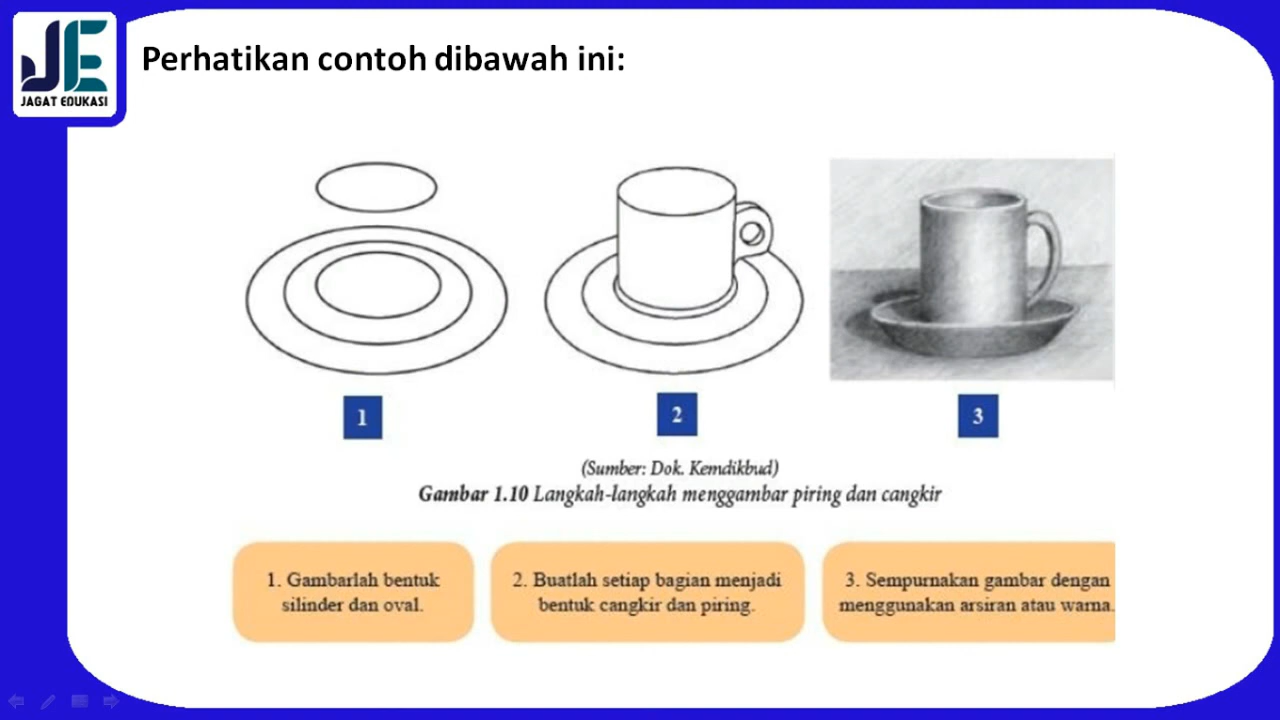 JE
JAGAT EDUKASI
Perhatikan contoh dibawah ini:
1
2
3
(Sumber: Dok. Kemdikbud)
Gambar 1.10 Langkah-langkah menggambar piring dan cangkir
1. Gambarlah bentuk
silinder dan oval.
2. Buatlah setiap bagian menjadi
bentuk cangkir dan piring.
3. Sempurnakan gambar dengan
menggunakan arsiran atau warna.